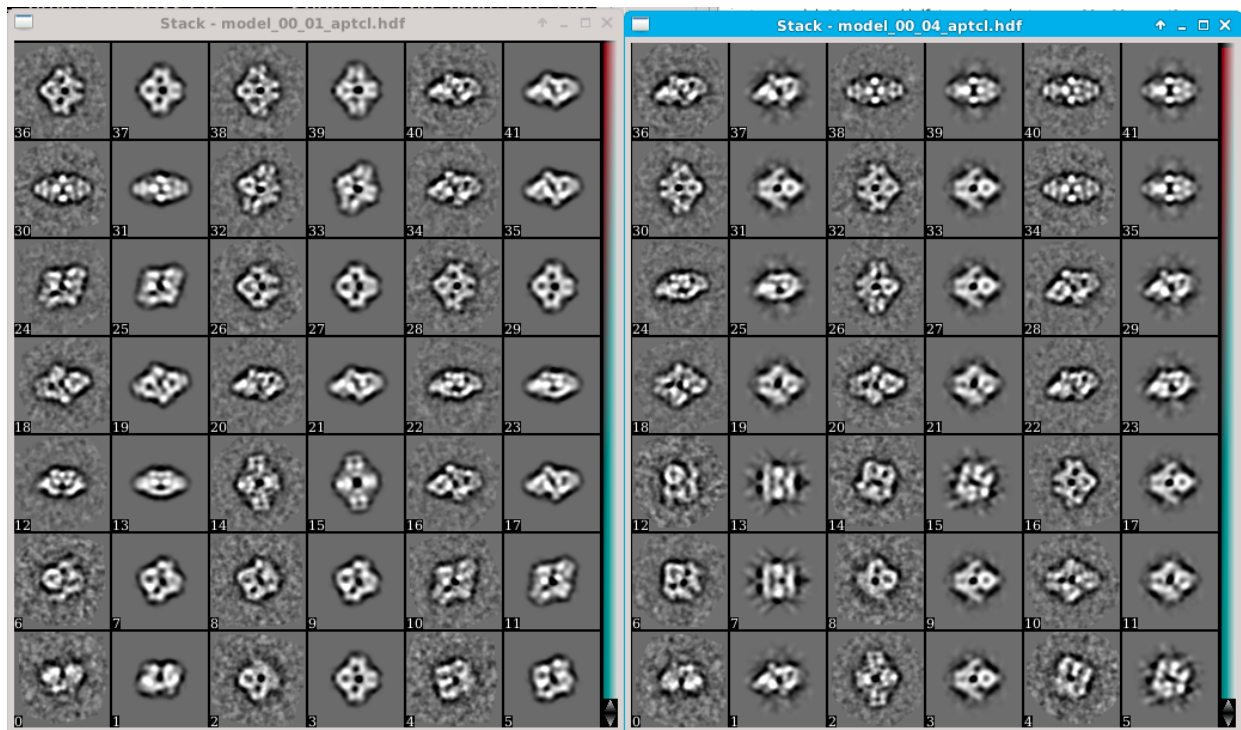 Stack - model_00_01_aptcl.hdf
36 37 38 39 40 41
30 31 32 33 34 35
24 25 26 27 28 29
18 19 20 21 22 23
12 13 14 15 16 17
6 7 8 9 10 11
0 1 2 3 4 5
Stack - model_00_04_aptcl.hdf
36 37 38 39 40 41
30 31 32 33 34 35
24 25 26 27 28 29
18 19 20 21 22 23
12 13 14 15 16 17
6 7 8 9 10 11
0 1 2 3 4 5